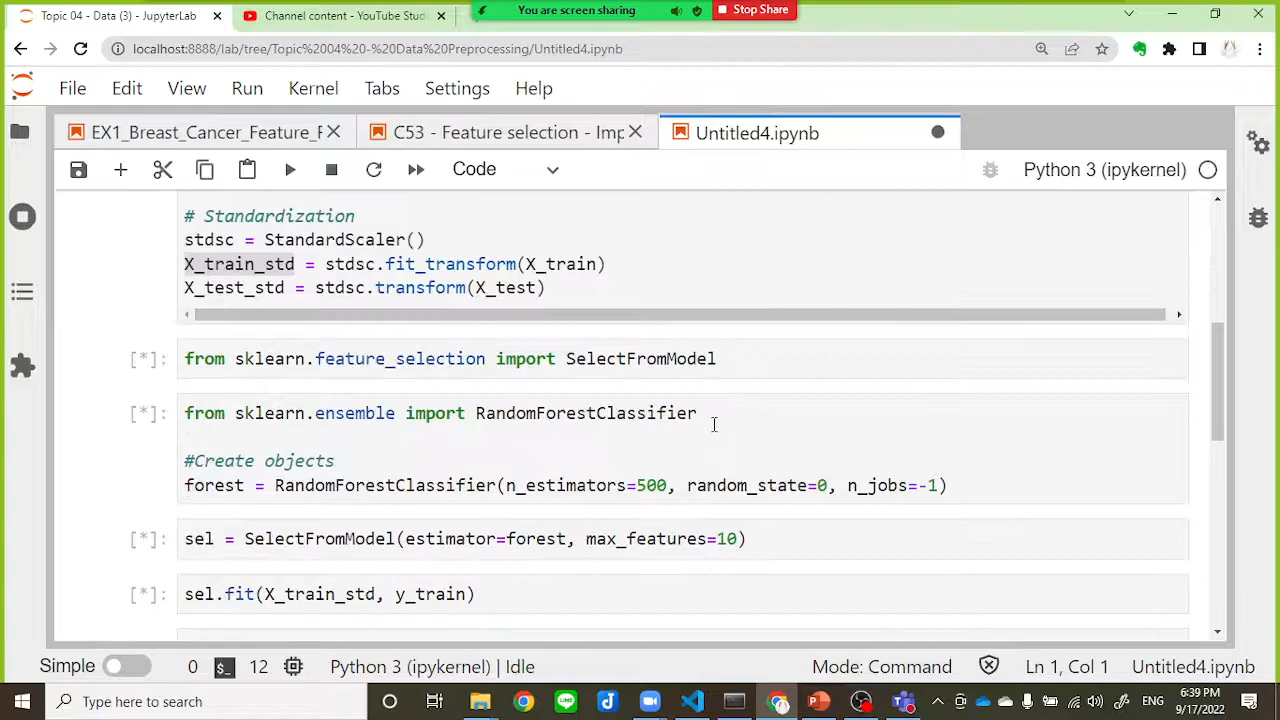 You are screen sharing
Stop Share
Topic 04 - Data (3) - JupyterLab
Channel content - YouTube Studi
localhost:8888/lab/tree/Topic%2004%20-%20Data%20Preprocessing/Untitled4.ipynb
File Edit View Run Kernel Tabs Settings Help
EX1_Breast_Cancer_Feature_F
C53 - Feature selection - Imp
Untitled4.ipynb
Code
Python 3 (ipykernel)
# Standardization
stdsc = StandardScaler()
X_train_std = stdsc.fit_transform(X_train)
X_test_std = stdsc.transform(X_test)
[*]: from sklearn.feature_selection import SelectFromModel
[*]: from sklearn.ensemble import RandomForestClassifier
#Create objects
forest = RandomForestClassifier(n_estimators=500, random_state=0, n_jobs=-1)
[*]: sel = SelectFromModel(estimator=forest, max_features=10)
[*]: sel.fit(X_train_std, y_train)
Simple 0 $_ 12 Python 3 (ipykernel) | Idle Mode: Command Ln 1, Col 1 Untitled4.ipynb
Type here to search
ENG
6:39 PM
9/17/2022